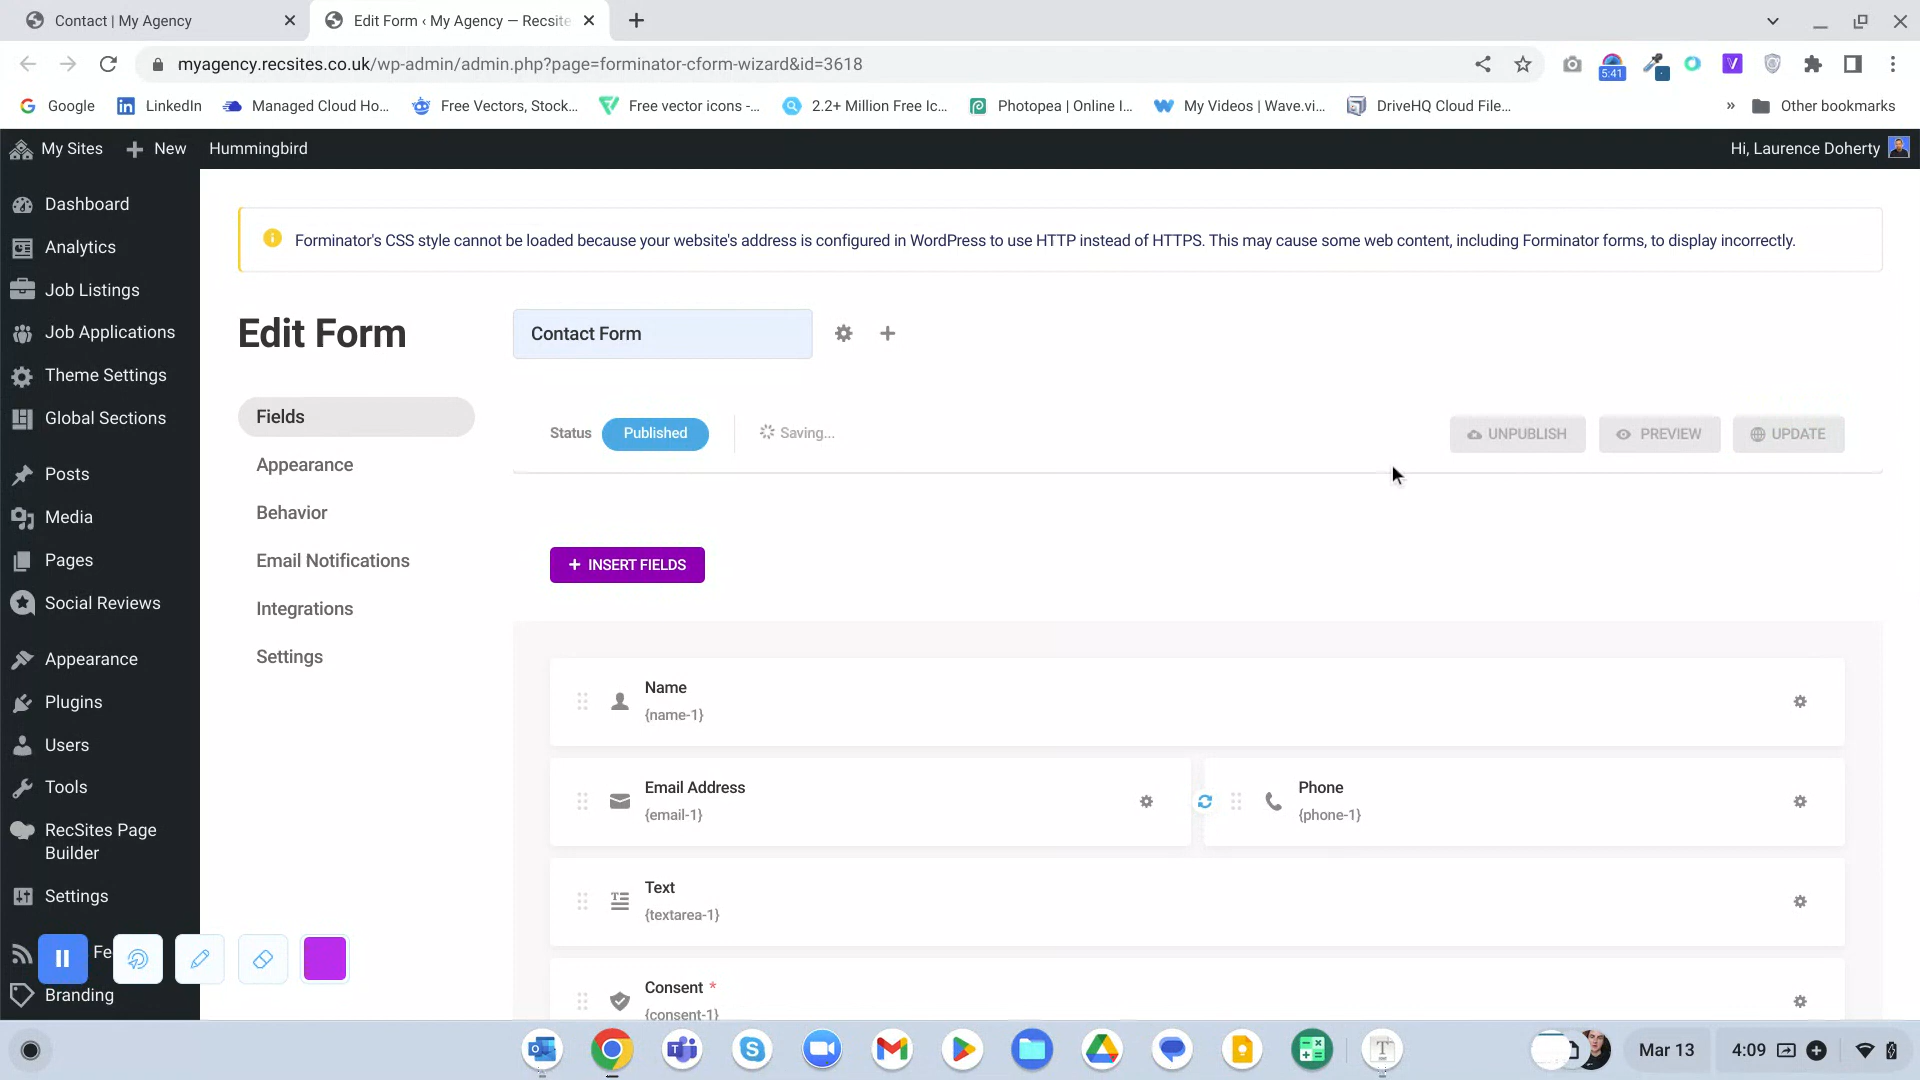 Contact | My Agency
Edit Form ‹ My Agency — Recsite
myagency.recsites.co.uk/wp-admin/admin.php?page=forminator-cform-wizard&id=3618
5:41
Google
LinkedIn
Managed Cloud Ho...
Free Vectors, Stock...
Free vector icons -...
2.2+ Million Free Ic...
Photopea | Online I...
My Videos | Wave.vi...
DriveHQ Cloud File...
»
Other bookmarks
My Sites
New
Hummingbird
Hi, Laurence Doherty
Dashboard
Analytics
Job Listings
Job Applications
Theme Settings
Global Sections
Posts
Media
Pages
Social Reviews
Appearance
Plugins
Users
Tools
RecSites Page
Builder
Settings
Fe
Branding
Forminator's CSS style cannot be loaded because your website's address is configured in WordPress to use HTTP instead of HTTPS. This may cause some web content, including Forminator forms, to display incorrectly.
Edit Form
Contact Form
Fields
Appearance
Behavior
Email Notifications
Integrations
Settings
Status
Published
Saving...
UNPUBLISH
PREVIEW
UPDATE
+ INSERT FIELDS
Name
{name-1}
Email Address
{email-1}
Phone
{phone-1}
Text
{textarea-1}
Consent *
{consent-1}
Mar 13
4:09